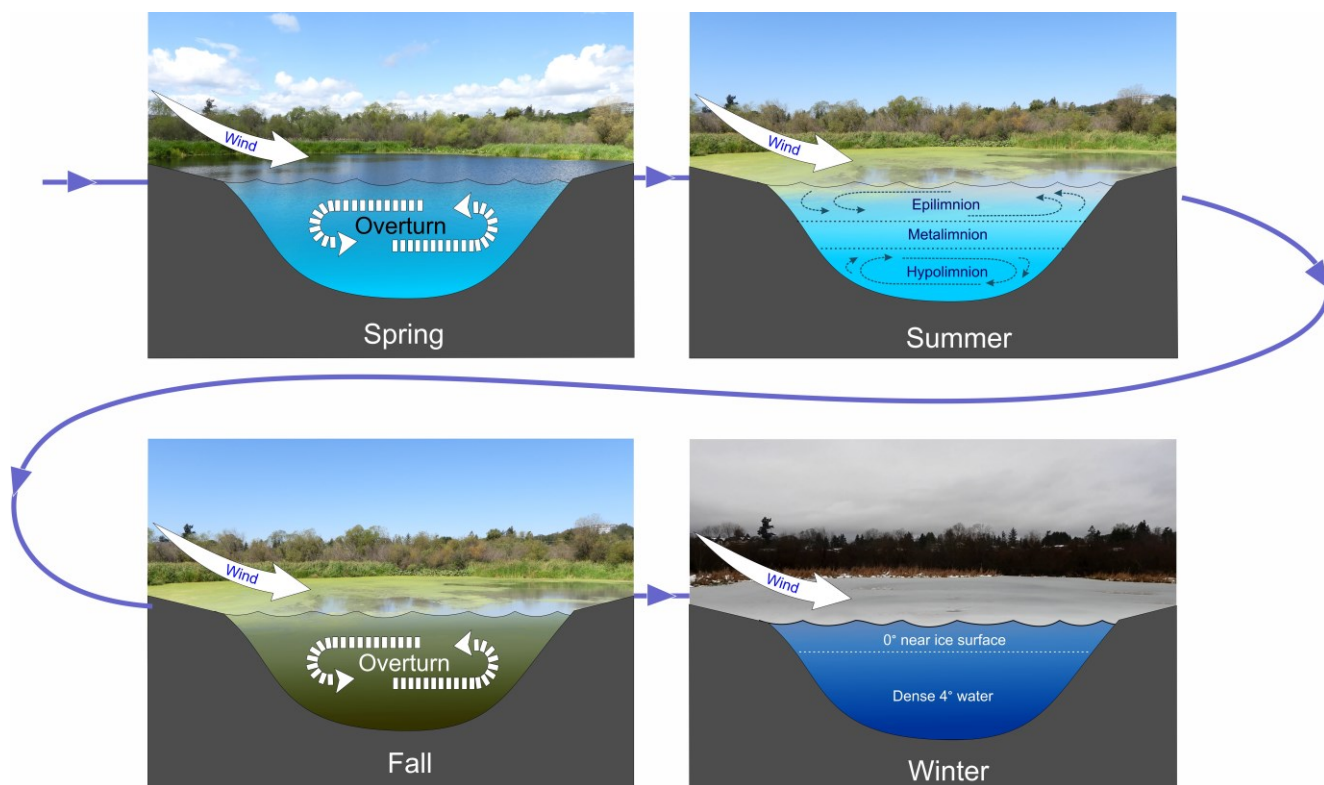 Wind
Overturn
Spring
Wind
Epilimnion
Metalimnion
Hypolimnion
Summer
Wind
Overturn
Fall
Wind
0° near ice surface
Dense 4° water
Winter